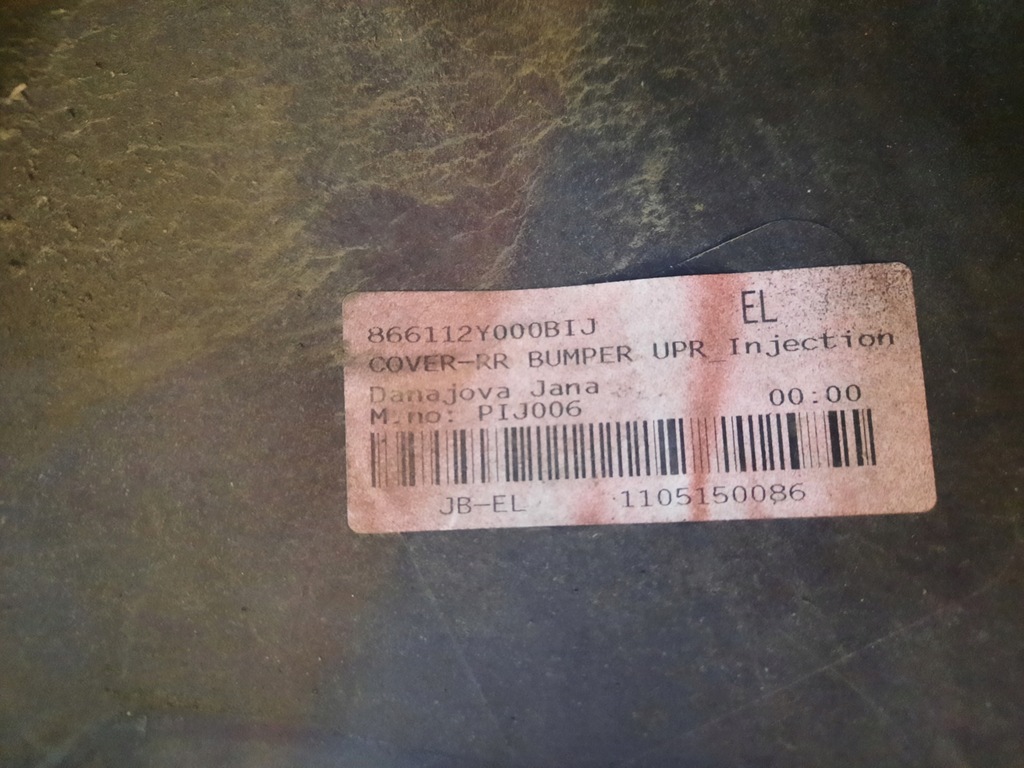 EL
866112Y000BIJ
COVER-RR BUMPER UPR_Injection
Danajova Jana 00:00
M.no: PIJ006
JB-EL 1105150086